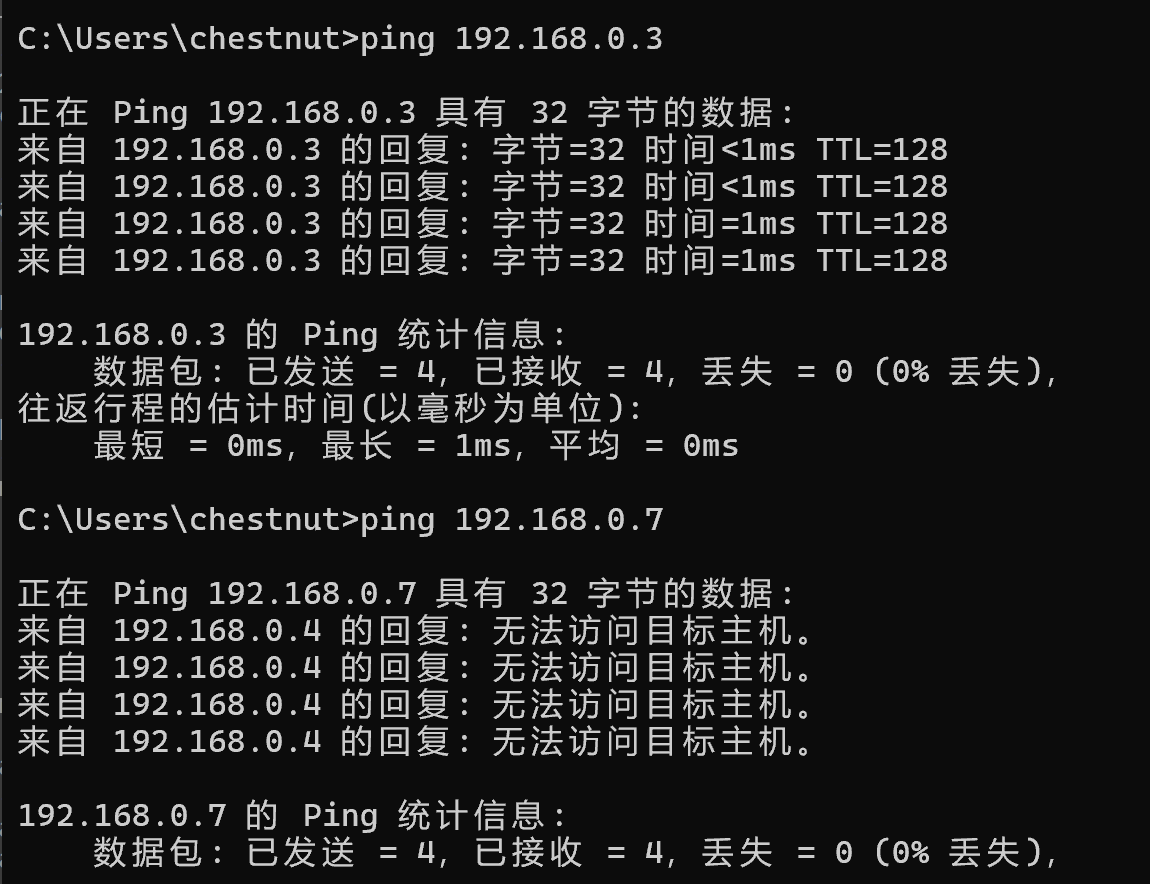 C:\Users\chestnut>ping 192.168.0.3
正在 Ping 192.168.0.3 具有 32 字节的数据:
来自 192.168.0.3 的回复: 字节=32 时间<1ms TTL=128
来自 192.168.0.3 的回复: 字节=32 时间<1ms TTL=128
来自 192.168.0.3 的回复: 字节=32 时间=1ms TTL=128
来自 192.168.0.3 的回复: 字节=32 时间=1ms TTL=128
192.168.0.3 的 Ping 统计信息:
数据包: 已发送 = 4, 已接收 = 4, 丢失 = 0 (0% 丢失),
往返行程的估计时间(以毫秒为单位):
最短 = 0ms, 最长 = 1ms, 平均 = 0ms
C:\Users\chestnut>ping 192.168.0.7
正在 Ping 192.168.0.7 具有 32 字节的数据:
来自 192.168.0.4 的回复: 无法访问目标主机。
来自 192.168.0.4 的回复: 无法访问目标主机。
来自 192.168.0.4 的回复: 无法访问目标主机。
来自 192.168.0.4 的回复: 无法访问目标主机。
192.168.0.7 的 Ping 统计信息:
数据包: 已发送 = 4, 已接收 = 4, 丢失 = 0 (0% 丢失),